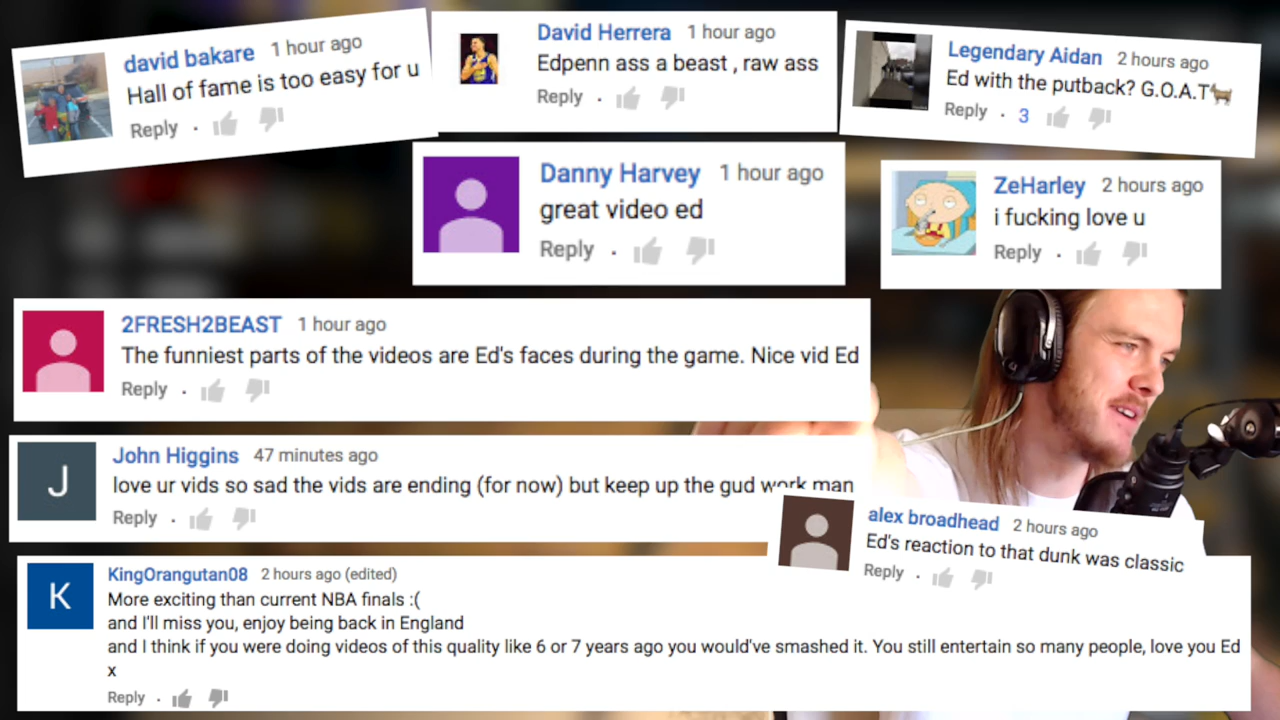 david bakare 1 hour ago
Hall of fame is too easy for u
Reply ·
David Herrera 1 hour ago
Edpenn ass a beast , raw ass
Reply ·
Legendary Aidan 2 hours ago
Ed with the putback? G.O.A.T🐐
Reply · 3
Danny Harvey 1 hour ago
great video ed
Reply ·
ZeHarley 2 hours ago
i fucking love u
Reply ·
2FRESH2BEAST 1 hour ago
The funniest parts of the videos are Ed's faces during the game. Nice vid Ed
Reply ·
J
John Higgins 47 minutes ago
love ur vids so sad the vids are ending (for now) but keep up the gud work man
Reply ·
alex broadhead 2 hours ago
Ed's reaction to that dunk was classic
Reply ·
K
KingOrangutan08 2 hours ago (edited)
More exciting than current NBA finals :(
and I'll miss you, enjoy being back in England
and I think if you were doing videos of this quality like 6 or 7 years ago you would've smashed it. You still entertain so many people, love you Ed
x
Reply ·